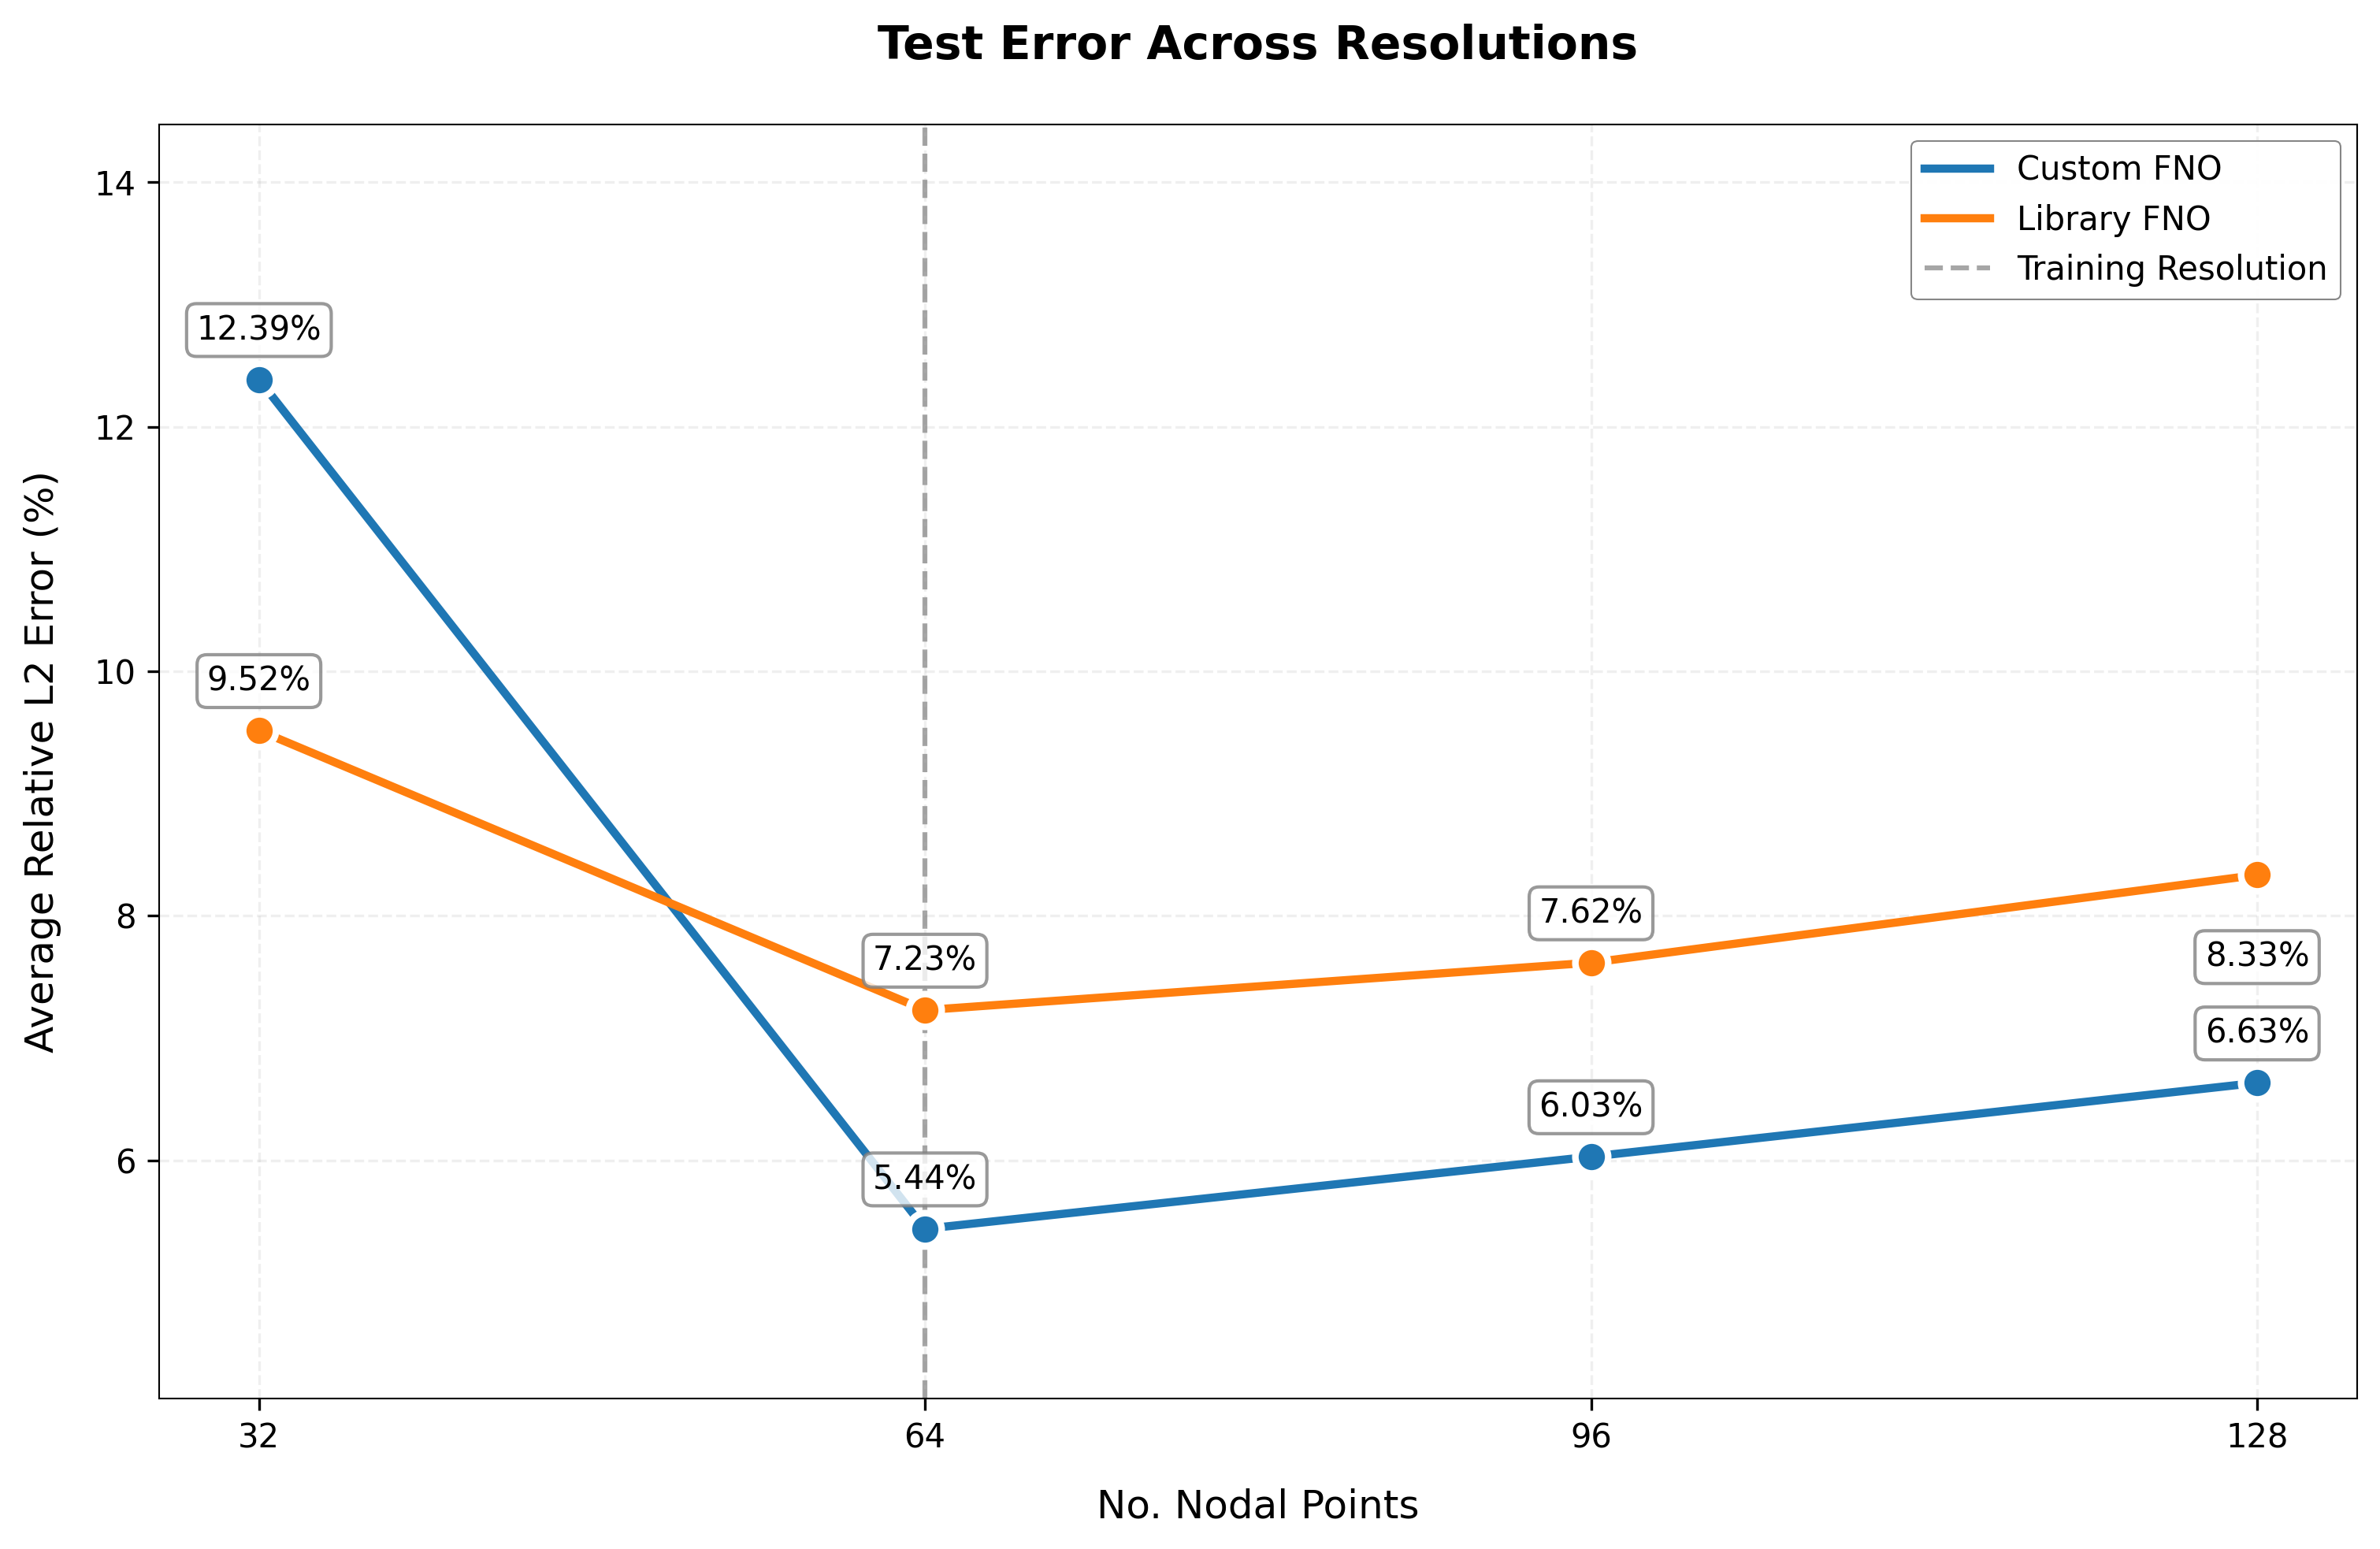 Test Error Across Resolutions
Custom FNO
Library FNO
Training Resolution
Average Relative L2 Error (%)
14
12
10
8
6
12.39%
9.52%
7.23%
5.44%
7.62%
6.03%
8.33%
6.63%
32
64
96
128
No. Nodal Points